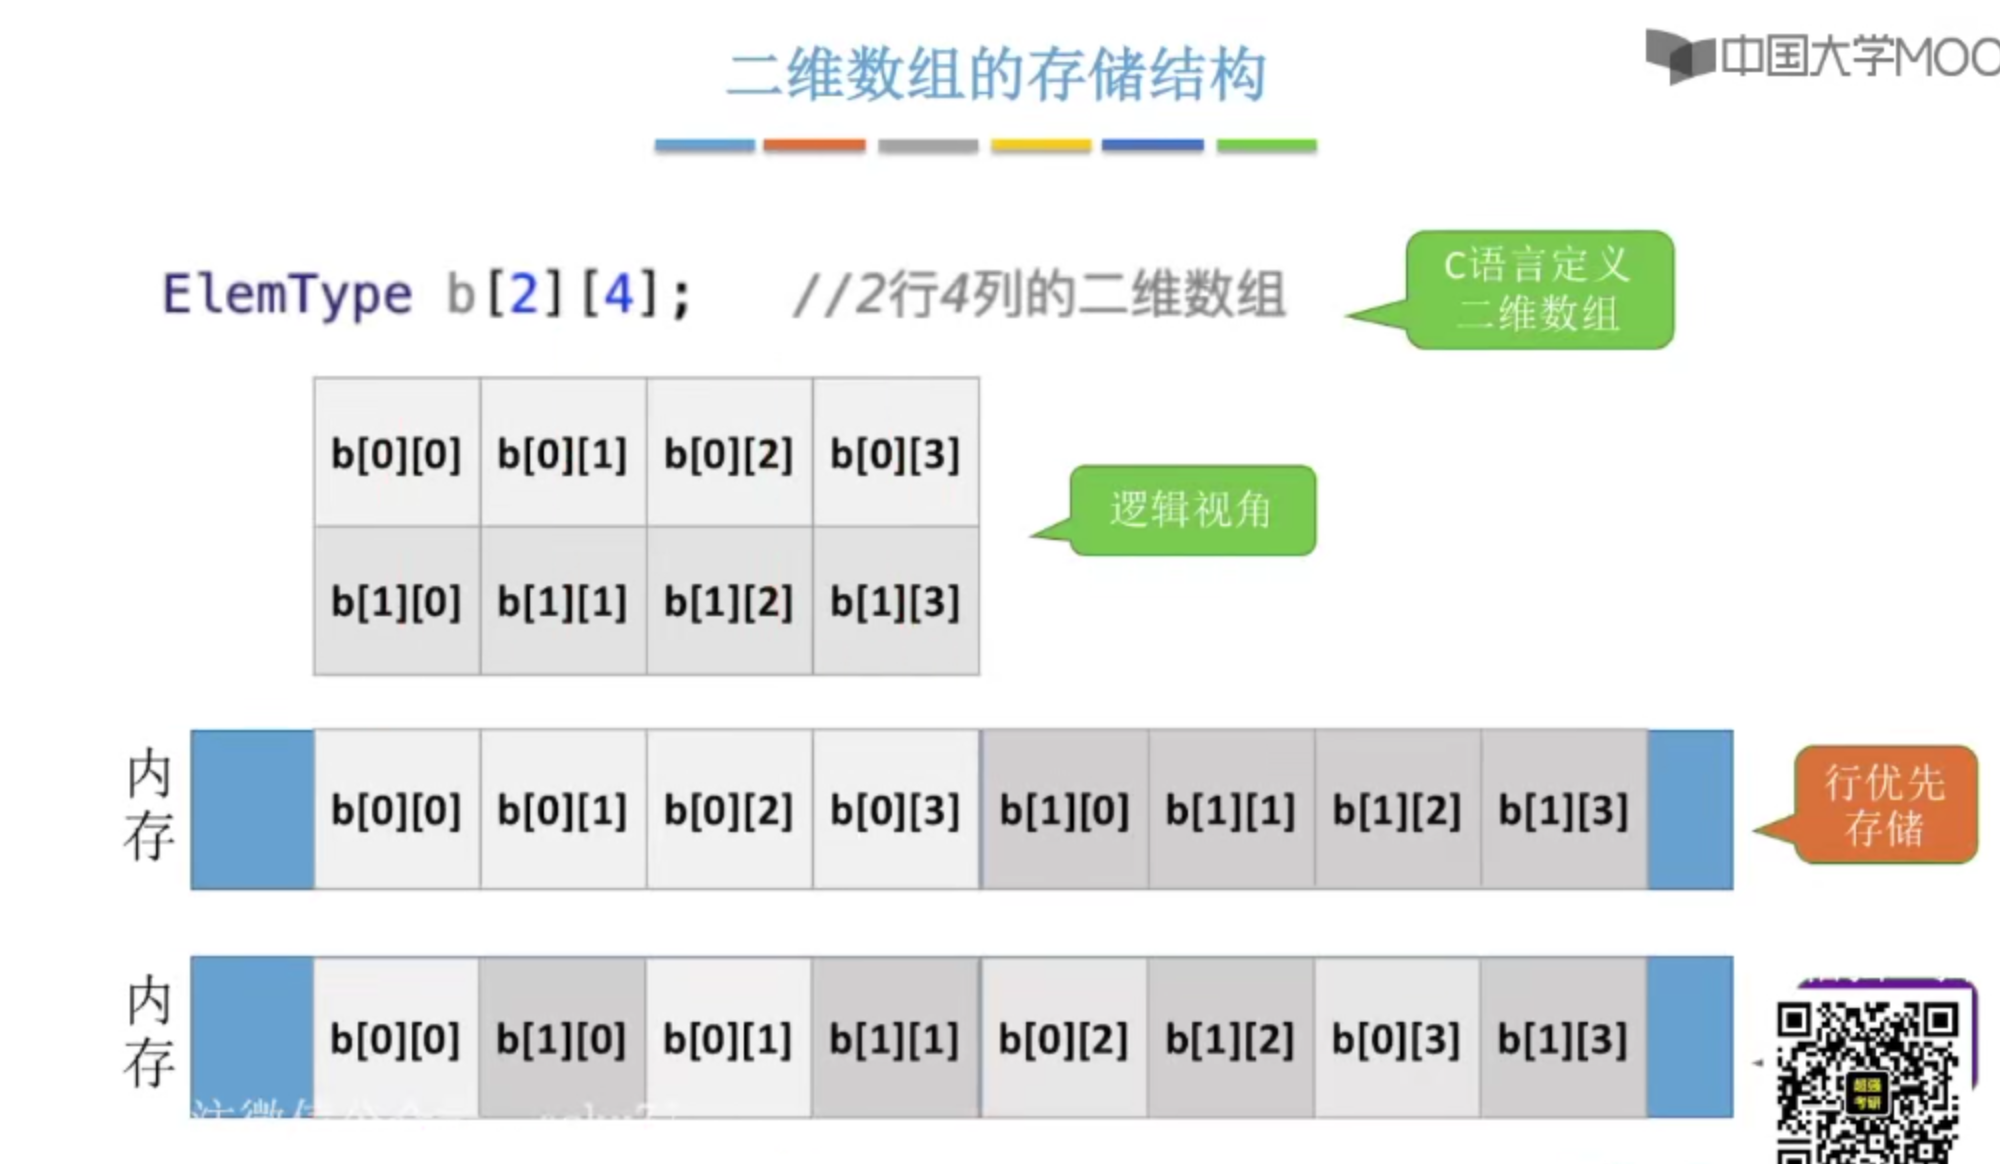 二维数组的存储结构
中国大学MOO
ElemType b[2][4]; //2行4列的二维数组
C语言定义
二维数组
b[0][0] b[0][1] b[0][2] b[0][3]
逻辑视角
b[1][0] b[1][1] b[1][2] b[1][3]
内存
b[0][0] b[0][1] b[0][2] b[0][3] b[1][0] b[1][1] b[1][2] b[1][3]
行优先
存储
内存
b[0][0] b[1][0] b[0][1] b[1][1] b[0][2] b[1][2] b[0][3] b[1][3]
超强
考研